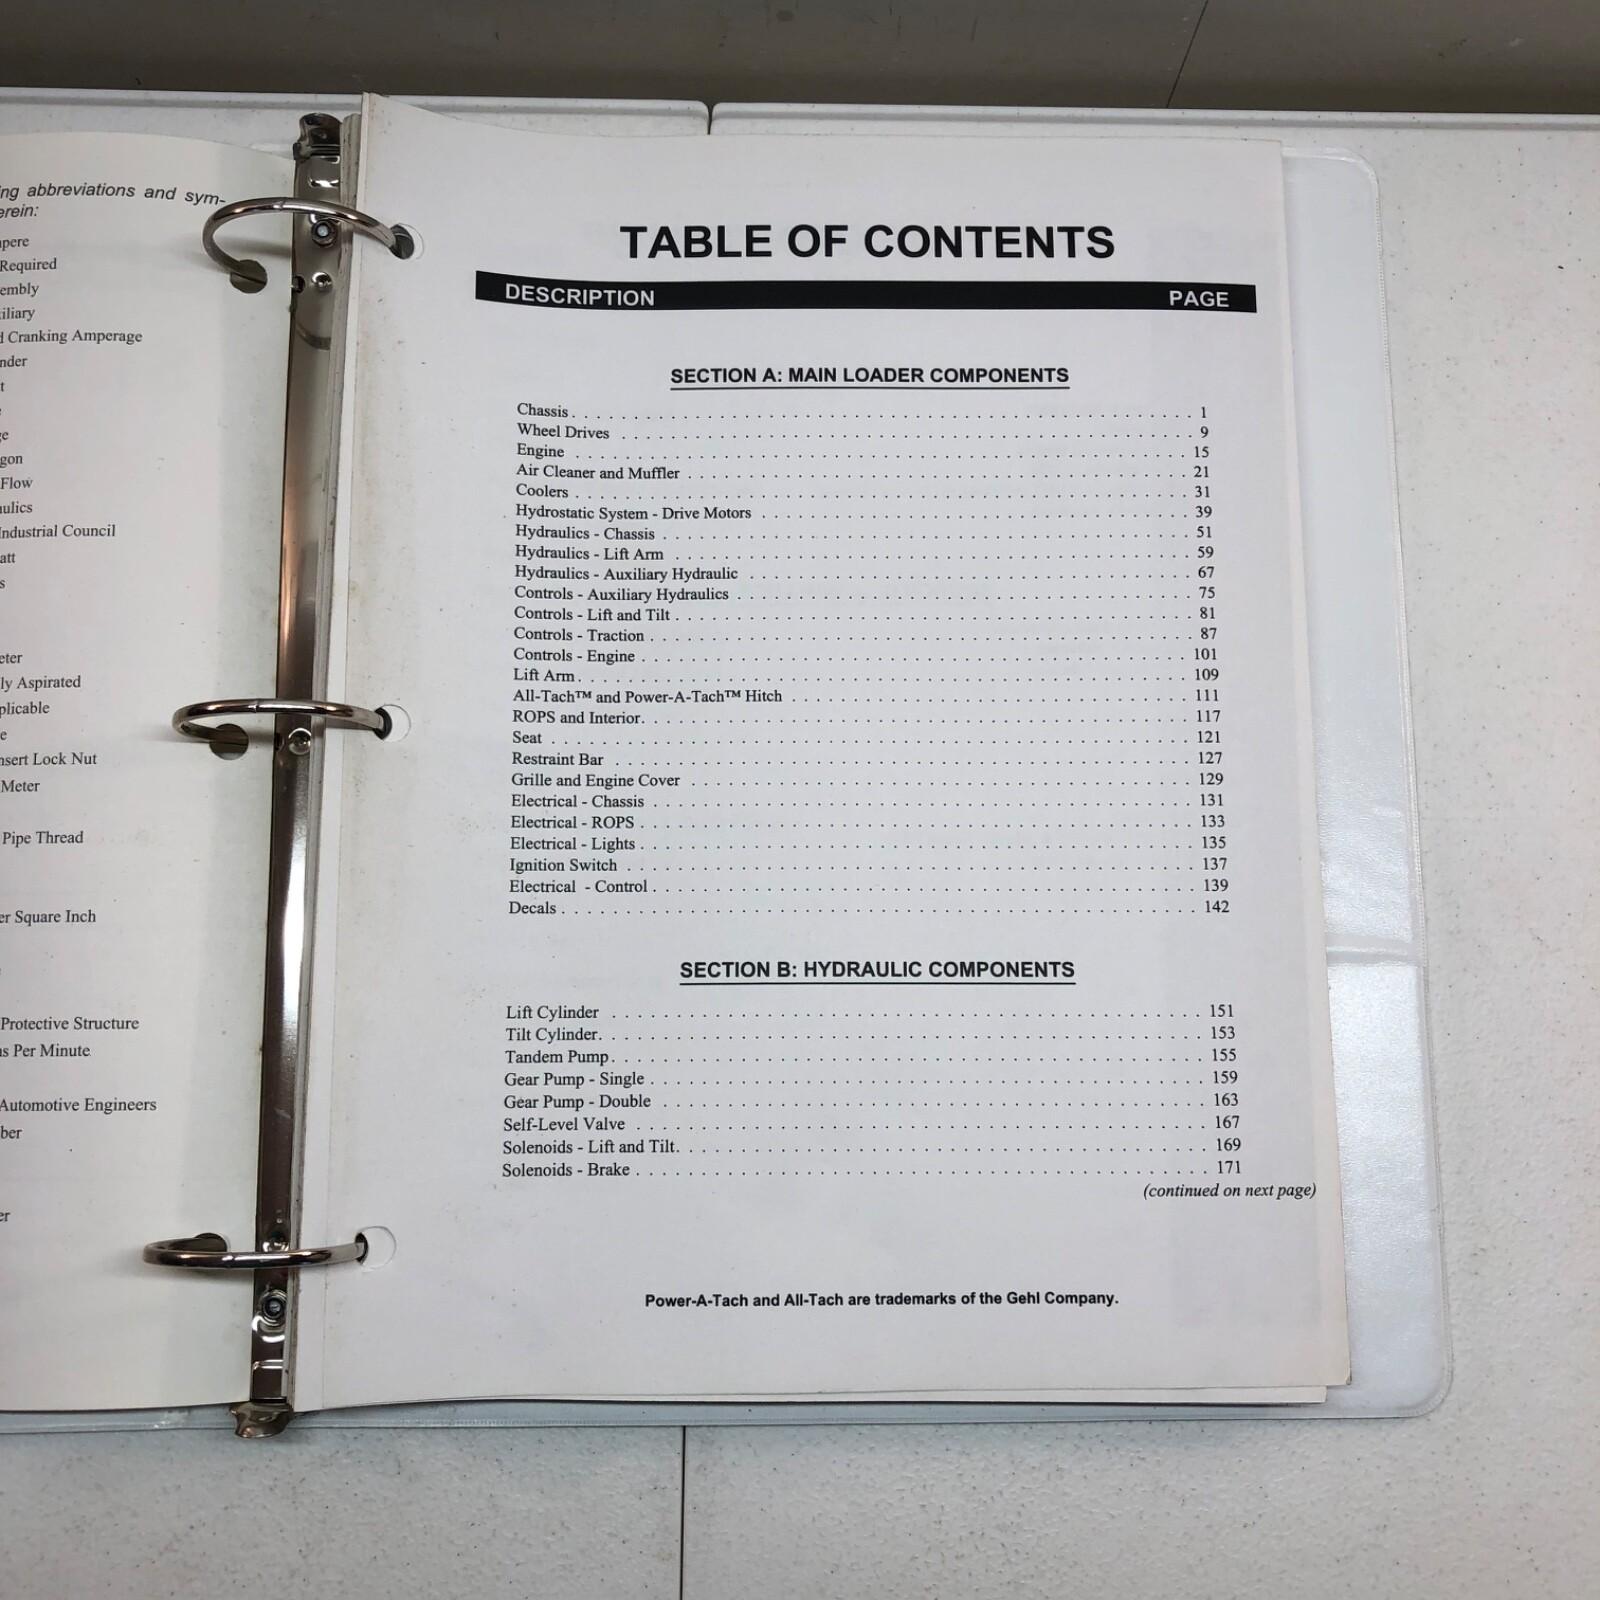 ing abbreviations and sym-
erein:
Required
Cranking Amperage
Flow
Industrial Council
Aspirated
Lock Nut
Meter
Pipe Thread
Square Inch
Protective Structure
Per Minute
Automotive Engineers
TABLE OF CONTENTS
DESCRIPTION PAGE
SECTION A: MAIN LOADER COMPONENTS
Chassis . . . 1
Wheel Drives . . . 9
Engine . . . 15
Air Cleaner and Muffler . . . 21
Coolers . . . 31
Hydrostatic System - Drive Motors . . . 39
Hydraulics - Chassis . . . 51
Hydraulics - Lift Arm . . . 59
Hydraulics - Auxiliary Hydraulic . . . 67
Controls - Auxiliary Hydraulics . . . 75
Controls - Lift and Tilt . . . 81
Controls - Traction . . . 87
Controls - Engine . . . 101
Lift Arm . . . 109
All-Tach™ and Power-A-Tach™ Hitch . . . 111
ROPS and Interior . . . 117
Seat . . . 121
Restraint Bar . . . 127
Grille and Engine Cover . . . 129
Electrical - Chassis . . . 131
Electrical - ROPS . . . 133
Electrical - Lights . . . 135
Ignition Switch . . . 137
Electrical - Control . . . 139
Decals . . . 142
SECTION B: HYDRAULIC COMPONENTS
Lift Cylinder . . . 151
Tilt Cylinder . . . 153
Tandem Pump . . . 155
Gear Pump - Single . . . 159
Gear Pump - Double . . . 163
Self-Level Valve . . . 167
Solenoids - Lift and Tilt . . . 169
Solenoids - Brake . . . 171
(continued on next page)
Power-A-Tach and All-Tach are trademarks of the Gehl Company.